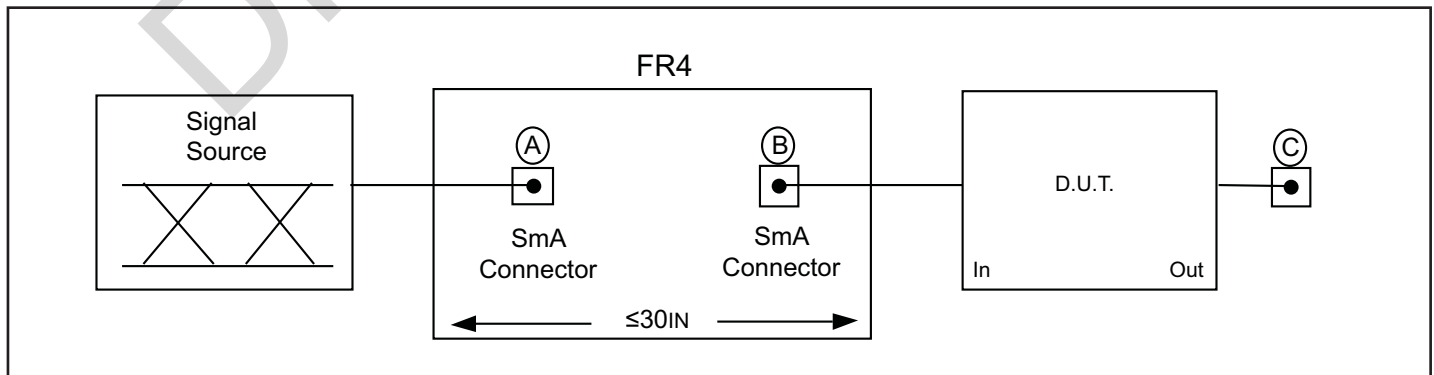 FR4
Signal
Source
A
B
C
D.U.T.
SmA
Connector
SmA
Connector
In
Out
≤30IN